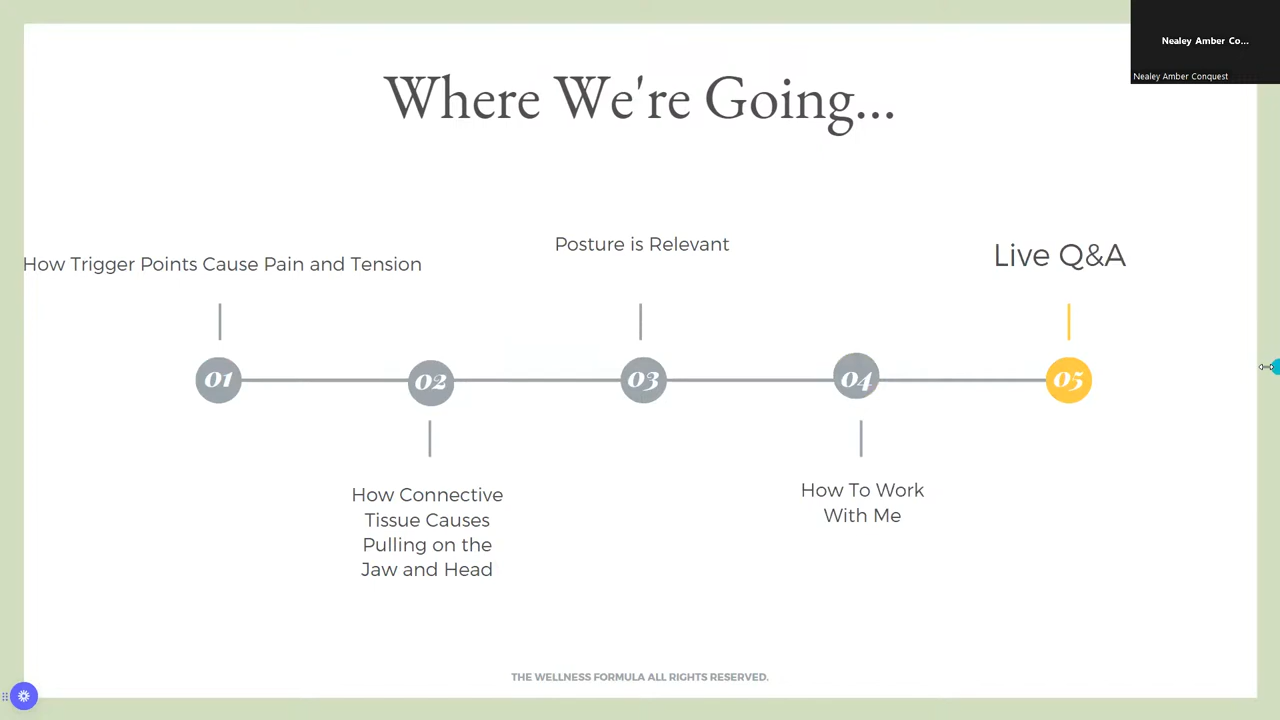 Nealey Amber Co...
Nealey Amber Conquest
Where We're Going...
How Trigger Points Cause Pain and Tension
Posture is Relevant
Live Q&A
01
02
03
04
05
How Connective
Tissue Causes
Pulling on the
Jaw and Head
How To Work
With Me
THE WELLNESS FORMULA ALL RIGHTS RESERVED.